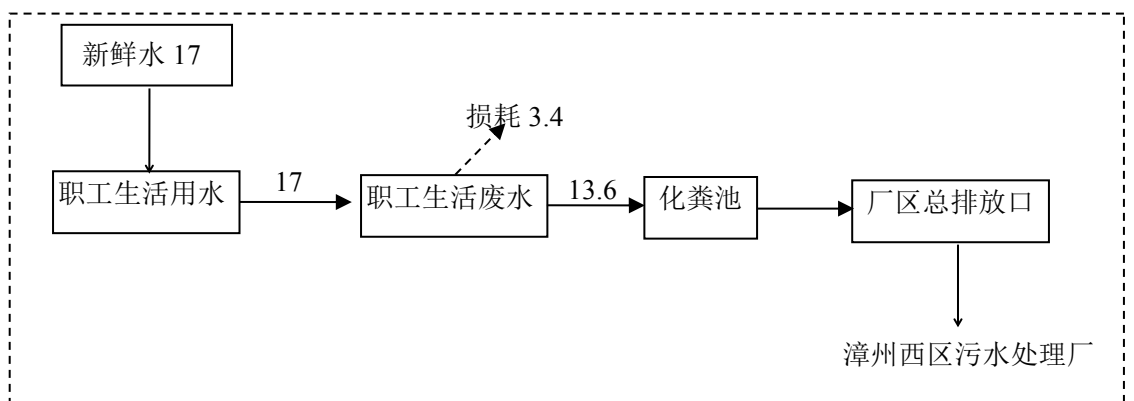 新鲜水 17
损耗 3.4
职工生活用水
17
职工生活废水
13.6
化粪池
厂区总排放口
漳州西区污水处理厂